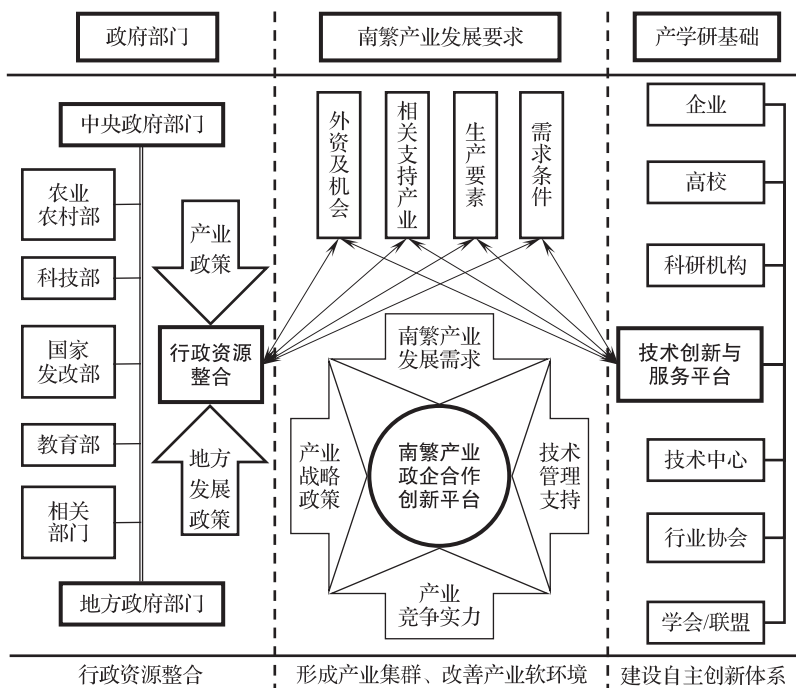 政府部门
南繁产业发展要求
产学研基础
中央政府部门
农业
农村部
科技部
国家
发改部
教育部
相关
部门
地方政府部门
产业
政策
行政资源
整合
地方
发展
政策
外资及机会
相关支持产业
生产要素
需求条件
南繁产业
发展需求
产业
战略
政策
南繁产业
政企合作
创新平台
技术
管理
支持
产业
竞争实力
企业
高校
科研机构
技术创新与
服务平台
技术中心
行业协会
学会/联盟
行政资源整合
形成产业集群、改善产业软环境
建设自主创新体系